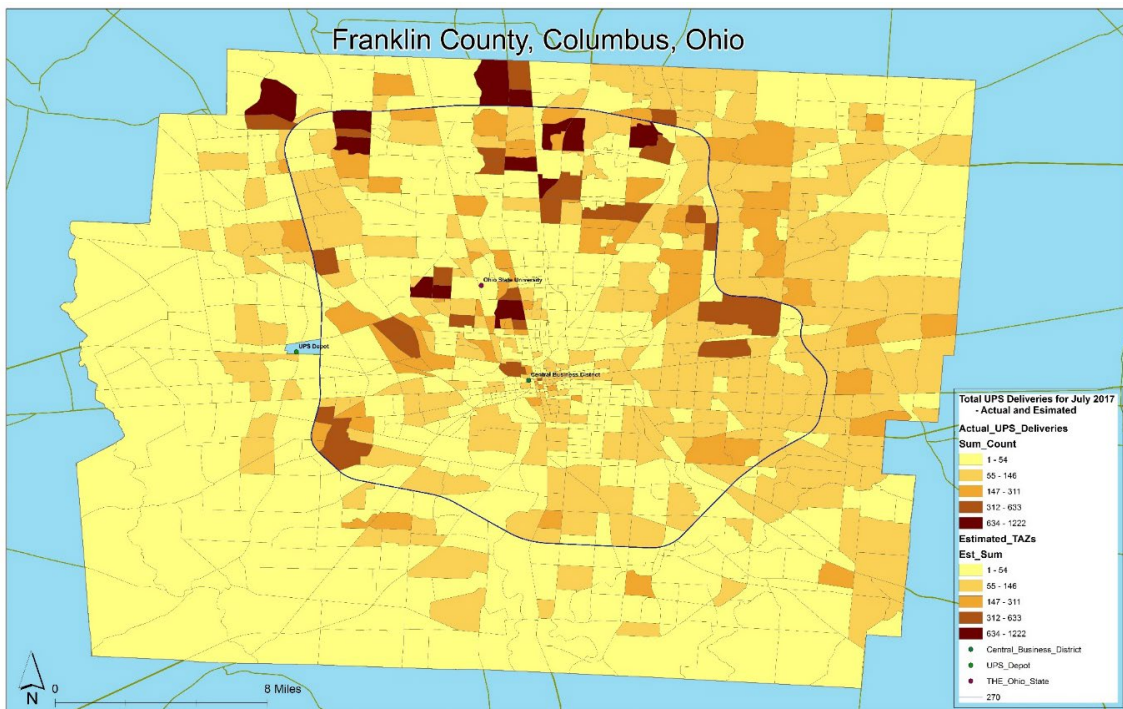 Franklin County, Columbus, Ohio
Ohio State University
UPS Depot
Central Business District
Total UPS Deliveries for July 2017
- Actual and Esimated
Actual_UPS_Deliveries
Sum_Count
1 - 54
55 - 146
147 - 311
312 - 633
634 - 1222
Estimated_TAZs
Est_Sum
1 - 54
55 - 146
147 - 311
312 - 633
634 - 1222
Central_Business_District
UPS_Depot
THE_Ohio_State
270
N
0
8 Miles